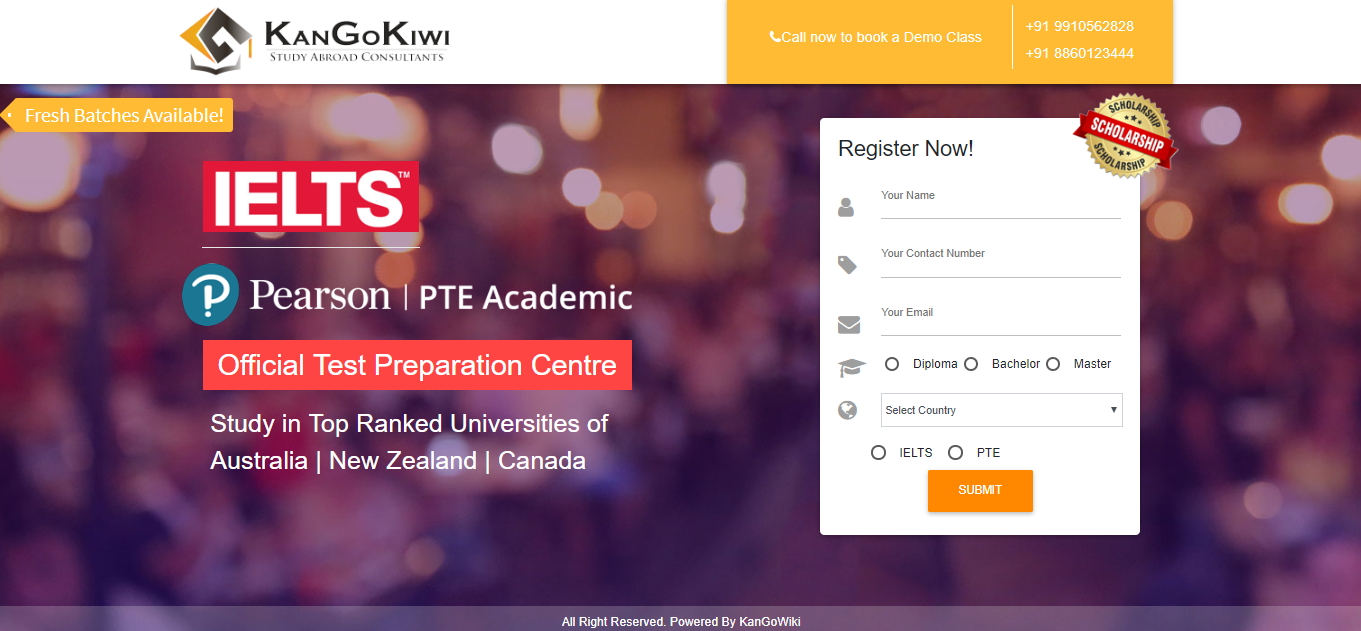 KanGoKiwi
Study Abroad Consultants
Call now to book a Demo Class
+91 9910562828
+91 8860123444
Fresh Batches Available!
IELTS™
Pearson | PTE Academic
Official Test Preparation Centre
Study in Top Ranked Universities of
Australia | New Zealand | Canada
SCHOLARSHIP
SCHOLARSHIP
SCHOLARSHIP
Register Now!
Your Name
Your Contact Number
Your Email
Diploma Bachelor Master
Select Country
IELTS PTE
SUBMIT
All Right Reserved. Powered By KanGoWiki